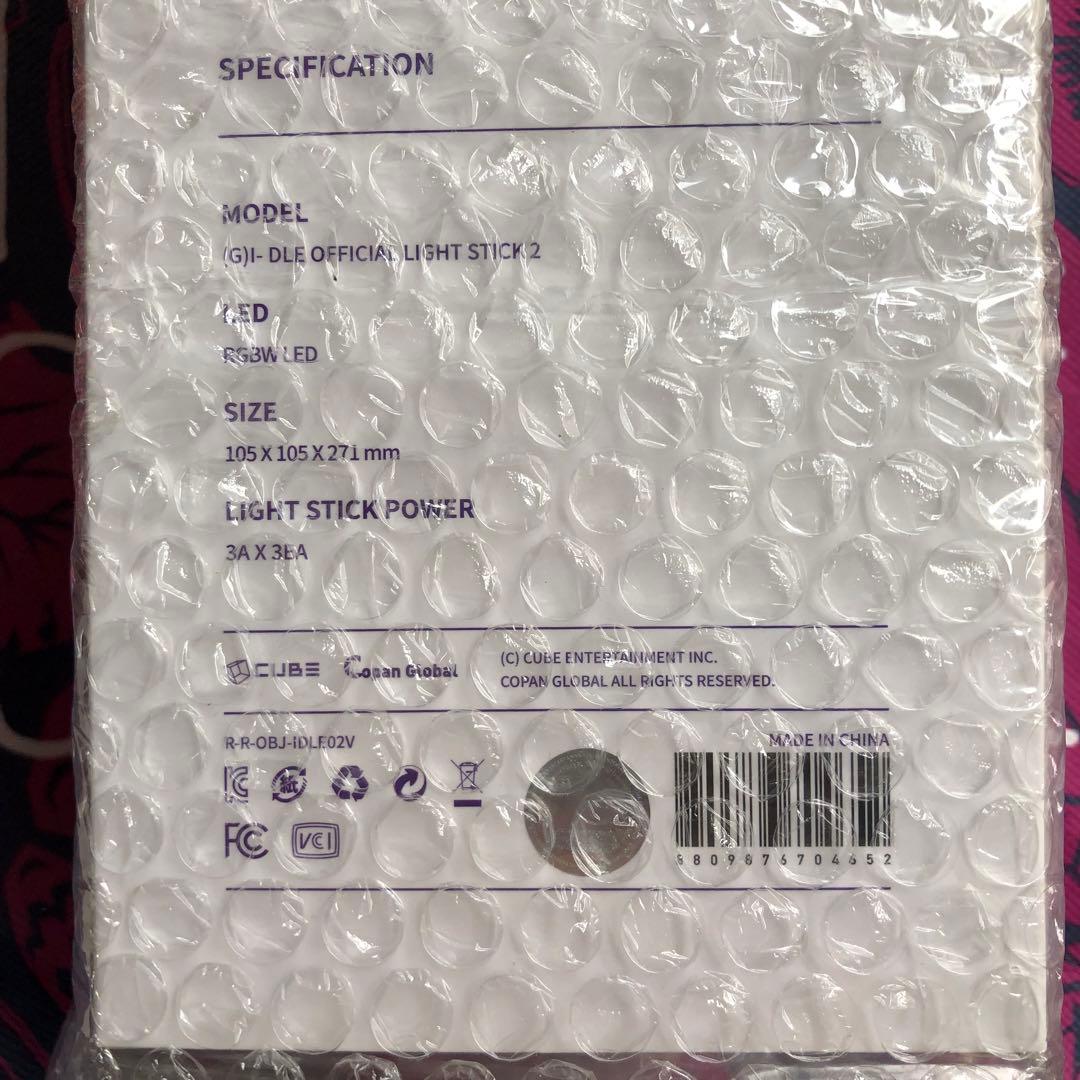 SPECIFICATION
MODEL
(G)I- DLE OFFICIAL LIGHT STICK 2
LED
RGBW LED
SIZE
105 X 105 X 271 mm
LIGHT STICK POWER
3A X 3EA
CUBE Copan Global
(C) CUBE ENTERTAINMENT INC.
COPAN GLOBAL ALL RIGHTS RESERVED.
R-R-OBJ-IDLE02V
MADE IN CHINA
紙
FC VCI
8809876704652